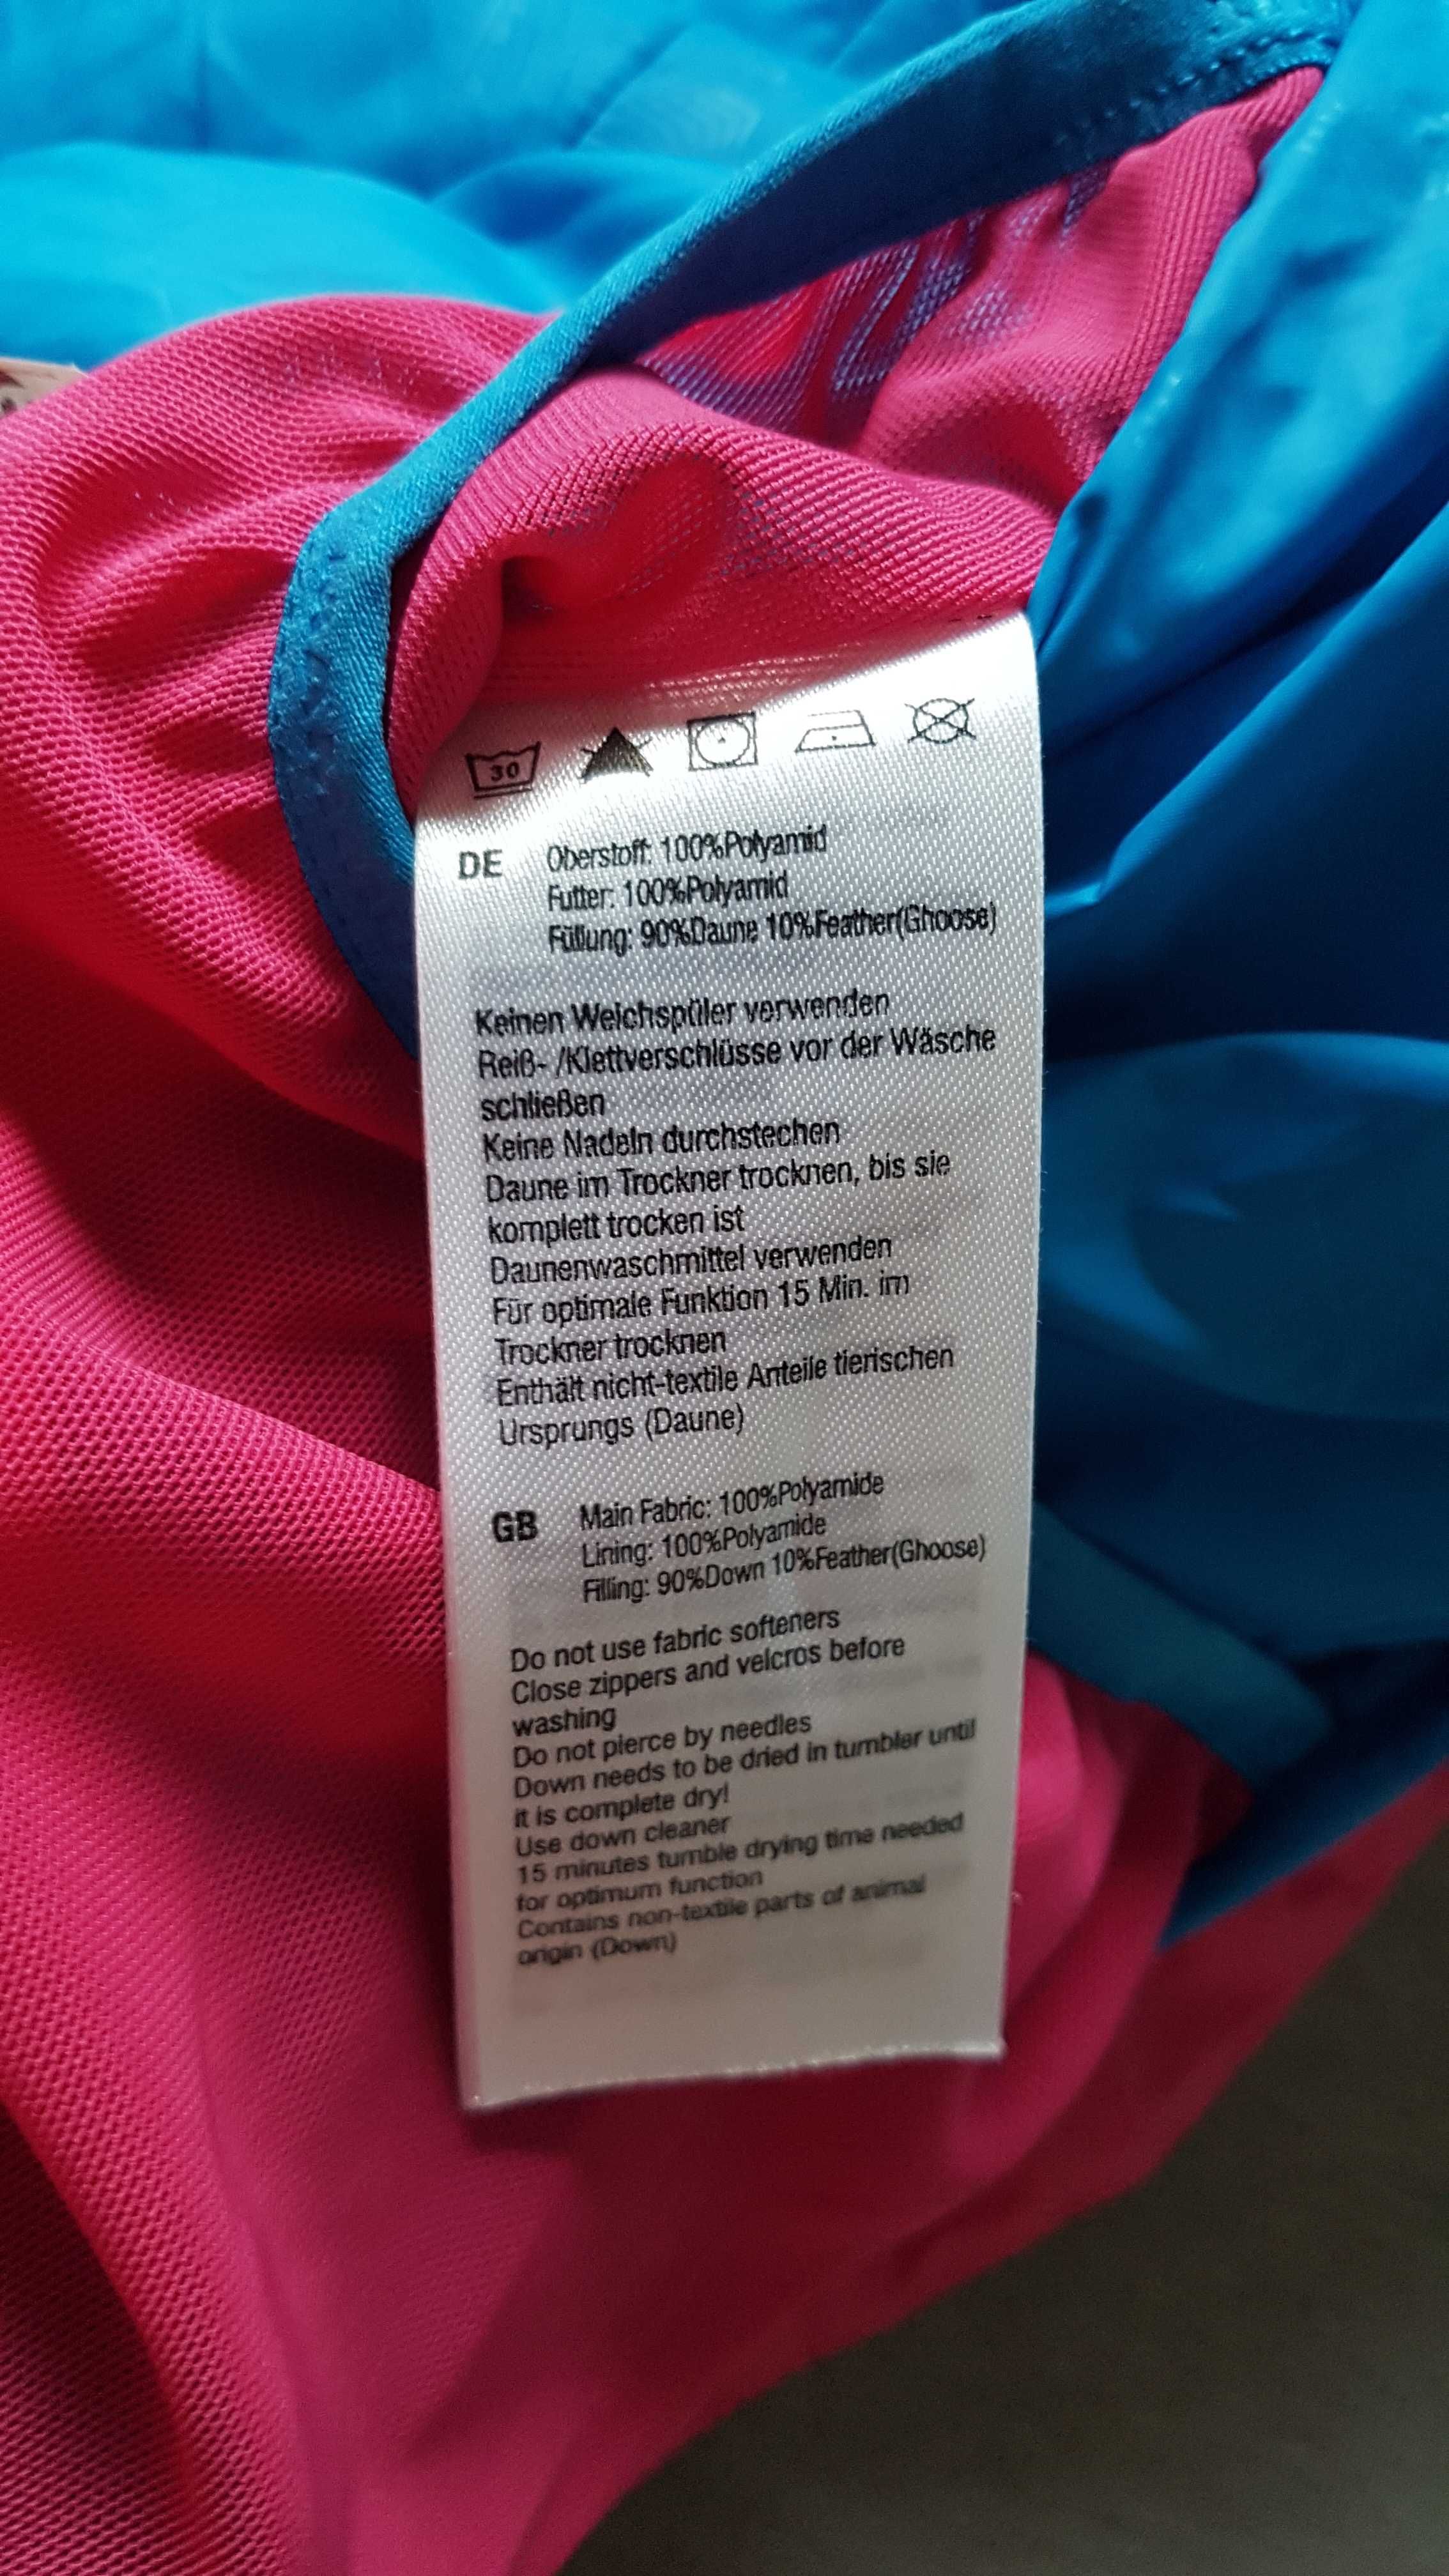 30
DE Oberstoff: 100%Polyamid
Futter: 100%Polyamid
Füllung: 90%Daune 10%Feather(Ghoose)
Keinen Weichspüler verwenden
Reiß- /Klettverschlüsse vor der Wäsche
schließen
Keine Nadeln durchstechen
Daune im Trockner trocknen, bis sie
komplett trocken ist
Daunenwaschmittel verwenden
Für optimale Funktion 15 Min. im
Trockner trocknen
Enthält nicht-textile Anteile tierischen
Ursprungs (Daune)
GB Main Fabric: 100%Polyamide
Lining: 100%Polyamide
Filling: 90%Down 10%Feather(Ghoose)
Do not use fabric softeners
Close zippers and velcros before
washing
Do not pierce by needles
Down needs to be dried in tumbler until
it is complete dry!
Use down cleaner
15 minutes tumble drying time needed
for optimum function
Contains non-textile parts of animal
origin (Down)